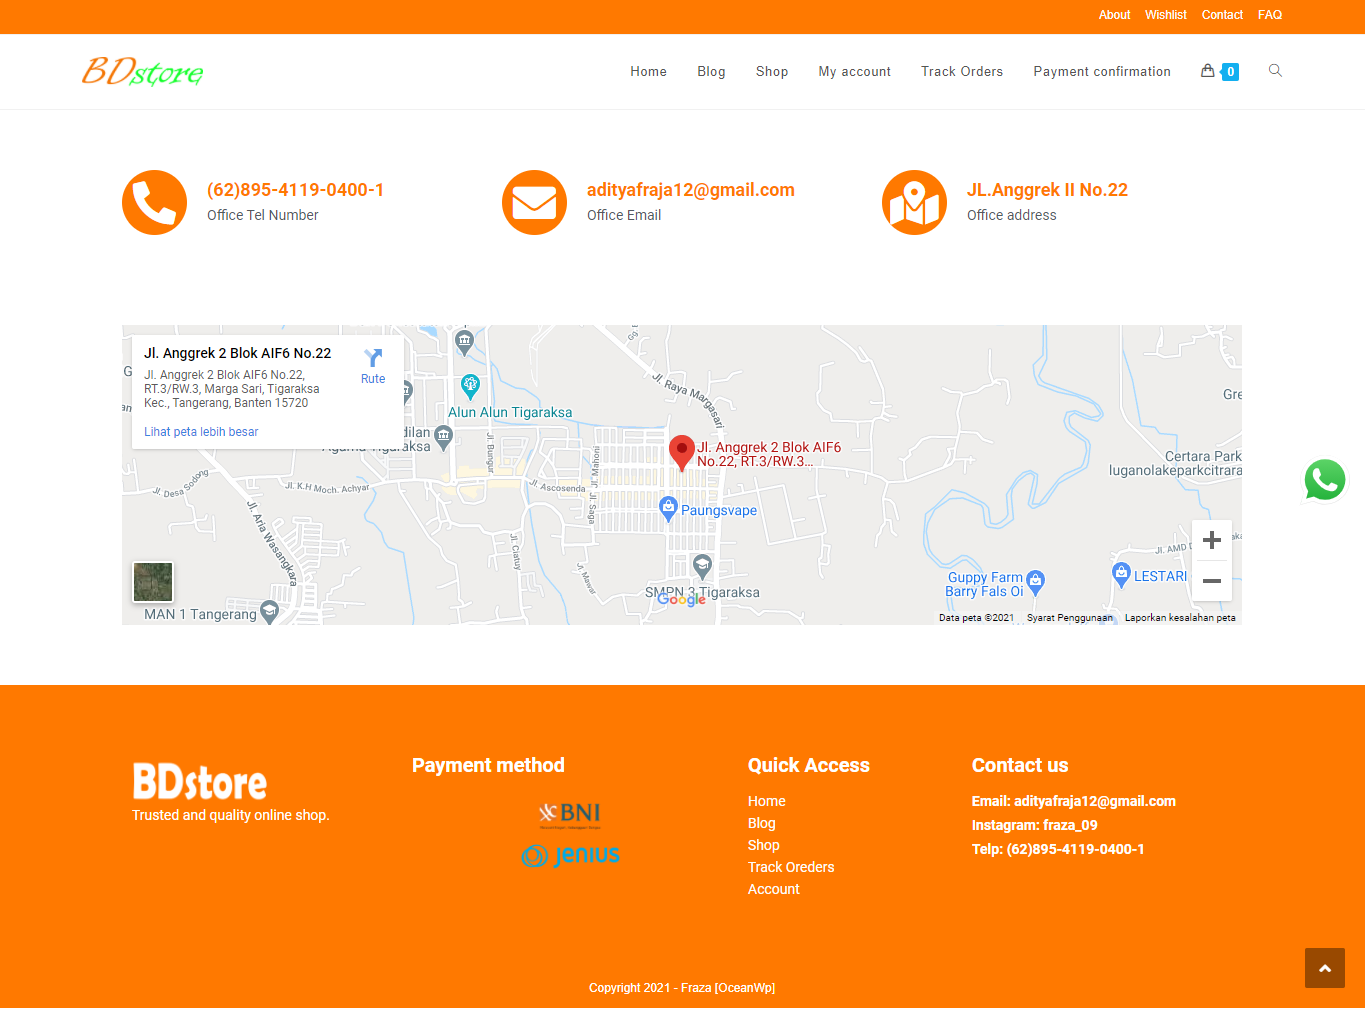 About Wishlist Contact FAQ
BDstore
Home Blog Shop My account Track Orders Payment confirmation 0
(62)895-4119-0400-1
Office Tel Number
adityafraja12@gmail.com
Office Email
JL.Anggrek II No.22
Office address
Jl. Anggrek 2 Blok AIF6 No.22
Jl. Anggrek 2 Blok AIF6 No.22,
RT.3/RW.3, Marga Sari, Tigaraksa
Kec., Tangerang, Banten 15720
Rute
Lihat peta lebih besar
Jl. Raya Margasari
Gre
Alun Alun Tigaraksa
dilan
Agama Tigaraksa
Jl. Bungur
Jl. Mahoni
Jl. Anggrek 2 Blok AIF6
No.22, RT.3/RW.3...
Certara Park
luganolakeparkcitrara
Jl. Desa Sodong
Jl. K.H Moch. Achyar
Jl. Ascosenda
Jl. Saga
Paungsvape
Jl. Aria Wasangkara
Jl. Ciatuy
Jl. Mawar
Jl. AMD
SMPN 3 Tigaraksa
Google
Guppy Farm
Barry Fals Oi
LESTARI
MAN 1 Tangerang
Data peta ©2021 Syarat Penggunaan Laporkan kesalahan peta
BDstore
Trusted and quality online shop.
Payment method
BNI
Jenius
Quick Access
Home
Blog
Shop
Track Oreders
Account
Contact us
Email: adityafraja12@gmail.com
Instagram: fraza_09
Telp: (62)895-4119-0400-1
Copyright 2021 - Fraza [OceanWp]